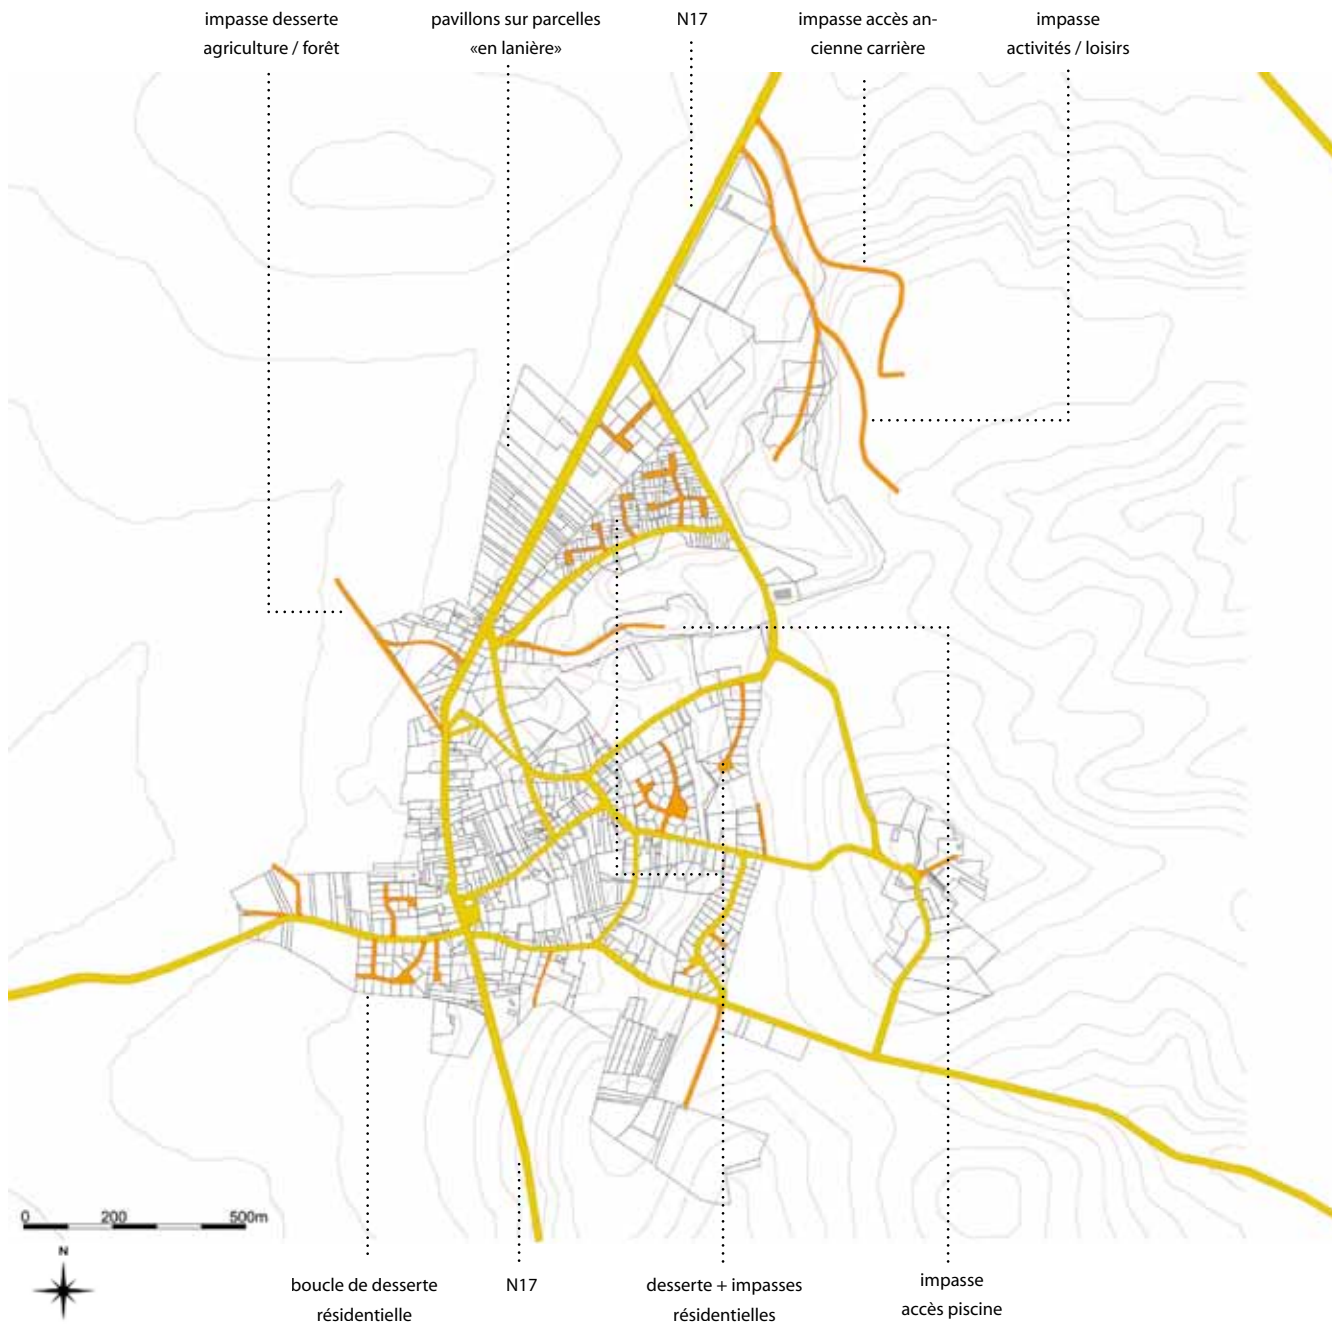 impasse desserte
agriculture / forêt
pavillons sur parcelles
«en lanière»
N17
impasse accès an-
cienne carrière
impasse
activités / loisirs
0 200 500m
N
boucle de desserte
résidentielle
N17
desserte + impasses
résidentielles
impasse
accès piscine